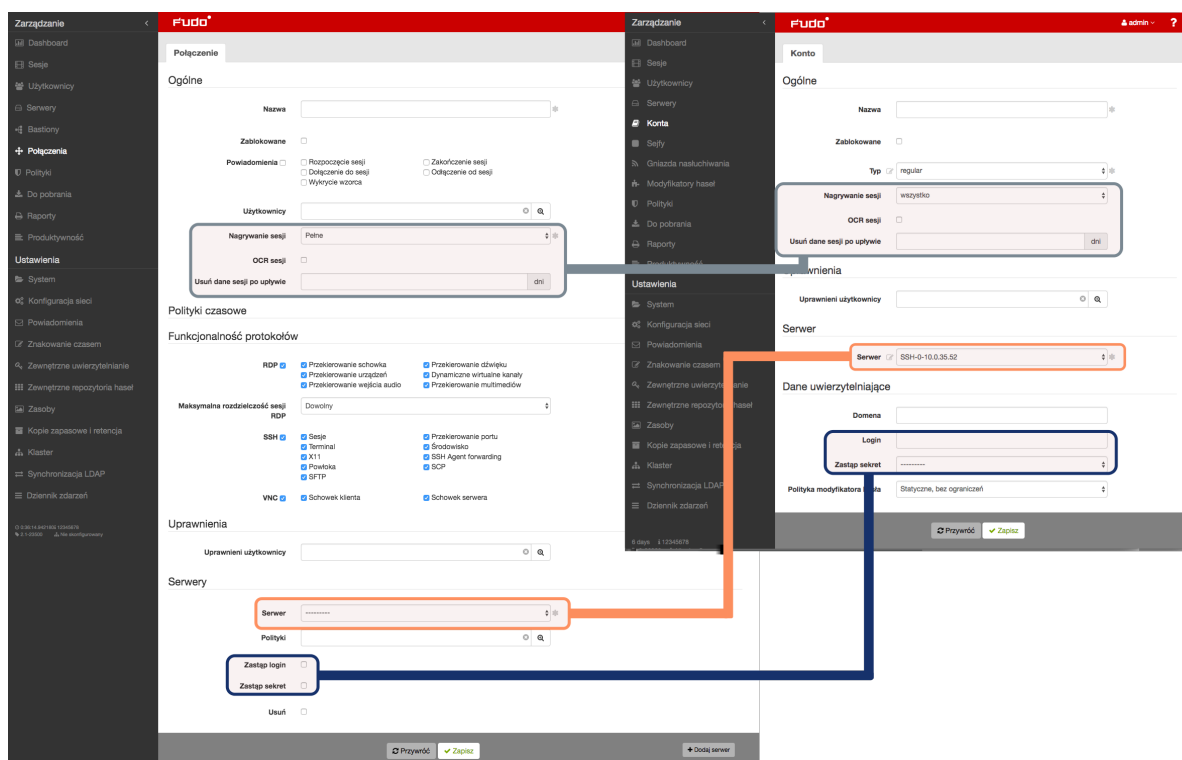 Zarządzanie
Dashboard
Sesje
Użytkownicy
Serwery
Bastiony
Połączenia
Polityki
Do pobrania
Raporty
Produktywność
Ustawienia
System
Konfiguracja sieci
Powiadomienia
Znakowanie czasem
Zewnętrzne uwierzytelnianie
Zewnętrzne repozytoria haseł
Zasoby
Kopie zapasowe i retencja
Klaster
Synchronizacja LDAP
Dziennik zdarzeń
FUDO
Połączenie
Ogólne
Nazwa
Zablokowane
Powiadomienia
Rozpoczęcie sesji
Zakończenie sesji
Dołączenie do sesji
Odłączenie od sesji
Wykrycie wzorca
Użytkownicy
Nagrywanie sesji
Pełne
OCR sesji
Usuń dane sesji po upływie
dni
Polityki czasowe
Funkcjonalność protokołów
RDP
Przekierowanie schowka
Przekierowanie dźwięku
Przekierowanie urządzeń
Dynamiczne wirtualne kanały
Przekierowanie wejścia audio
Przekierowanie multimediów
Maksymalna rozdzielczość sesji
RDP
Dowolny
SSH
Sesje
Przekierowanie portu
Terminal
Środowisko
X11
SSH Agent forwarding
Powłoka
SCP
SFTP
VNC
Schowek klienta
Schowek serwera
Uprawnienia
Uprawnieni użytkownicy
Serwery
Serwer
---------
Polityki
Zastąp login
Zastąp sekret
Usuń
Przywróć
Zapisz
+ Dodaj serwer
Zarządzanie
Dashboard
Sesje
Użytkownicy
Serwery
Konta
Sejfy
Gniazda nasłuchiwania
Modyfikatory haseł
Polityki
Do pobrania
Raporty
Ustawienia
System
Konfiguracja sieci
Powiadomienia
Znakowanie czasem
Zewnętrzne
Zewnętrzne haseł
Zasoby
Kopie zapasowe i
Klaster
Synchronizacja LDAP
Dziennik zdarzeń
6 days
12345678
FUDO
admin
?
Konto
Ogólne
Nazwa
Zablokowane
Typ
regular
Nagrywanie sesji
wszystko
OCR sesji
Usuń dane sesji po upływie
dni
Uprawnieni użytkownicy
Serwer
Serwer
SSH-0-10.0.35.52
Dane uwierzytelniające
Domena
Login
Zastąp sekret
---------
Polityka modyfikatora
Statyczne, bez ograniczeń
Przywróć
Zapisz